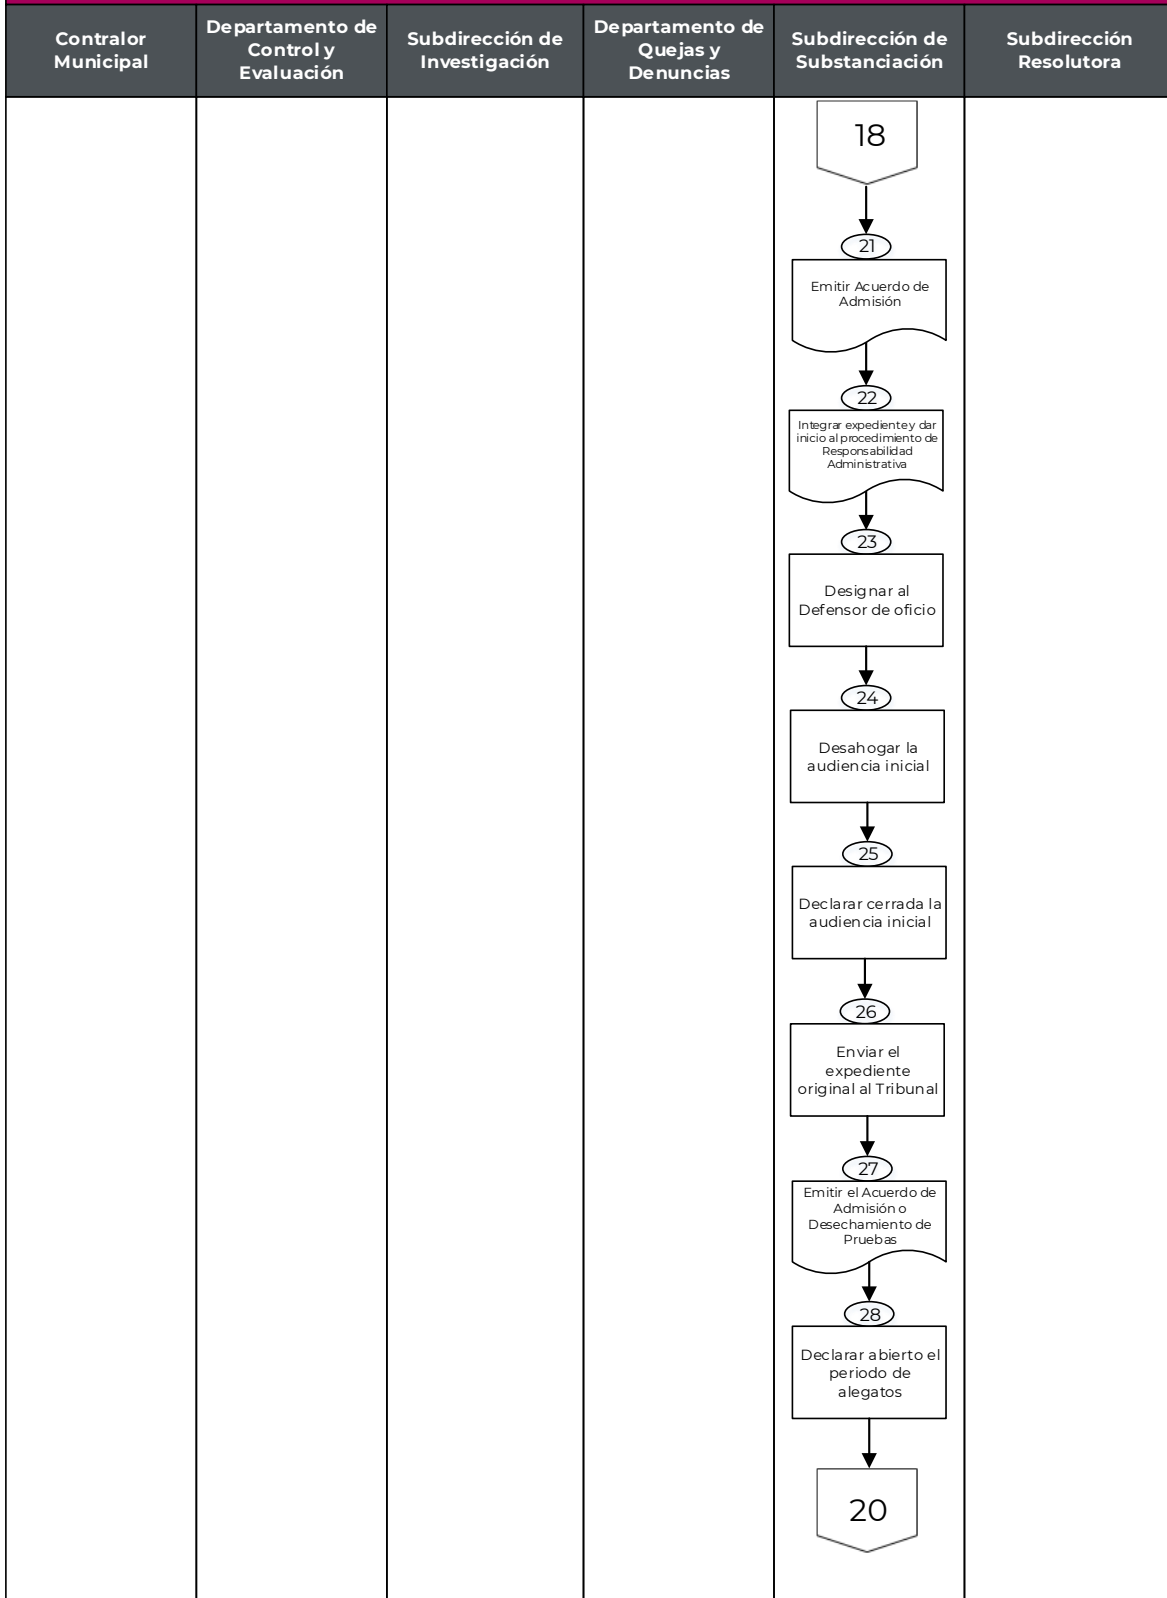 Contralor
Municipal
Departamento de
Control y
Evaluación
Subdirección de
Investigación
Departamento de
Quejas y
Denuncias
Subdirección de
Substanciación
Subdirección
Resolutora
18
21
Emitir Acuerdo de
Admisión
22
Integrar expediente y dar
inicio al procedimiento de
Responsabilidad
Administrativa
23
Designar al
Defensor de oficio
24
Desahogar la
audiencia inicial
25
Declarar cerrada la
audiencia inicial
26
Enviar el
expediente
original al Tribunal
27
Emitir el Acuerdo de
Admisión o
Desechamiento de
Pruebas
28
Declarar abierto el
periodo de
alegatos
20